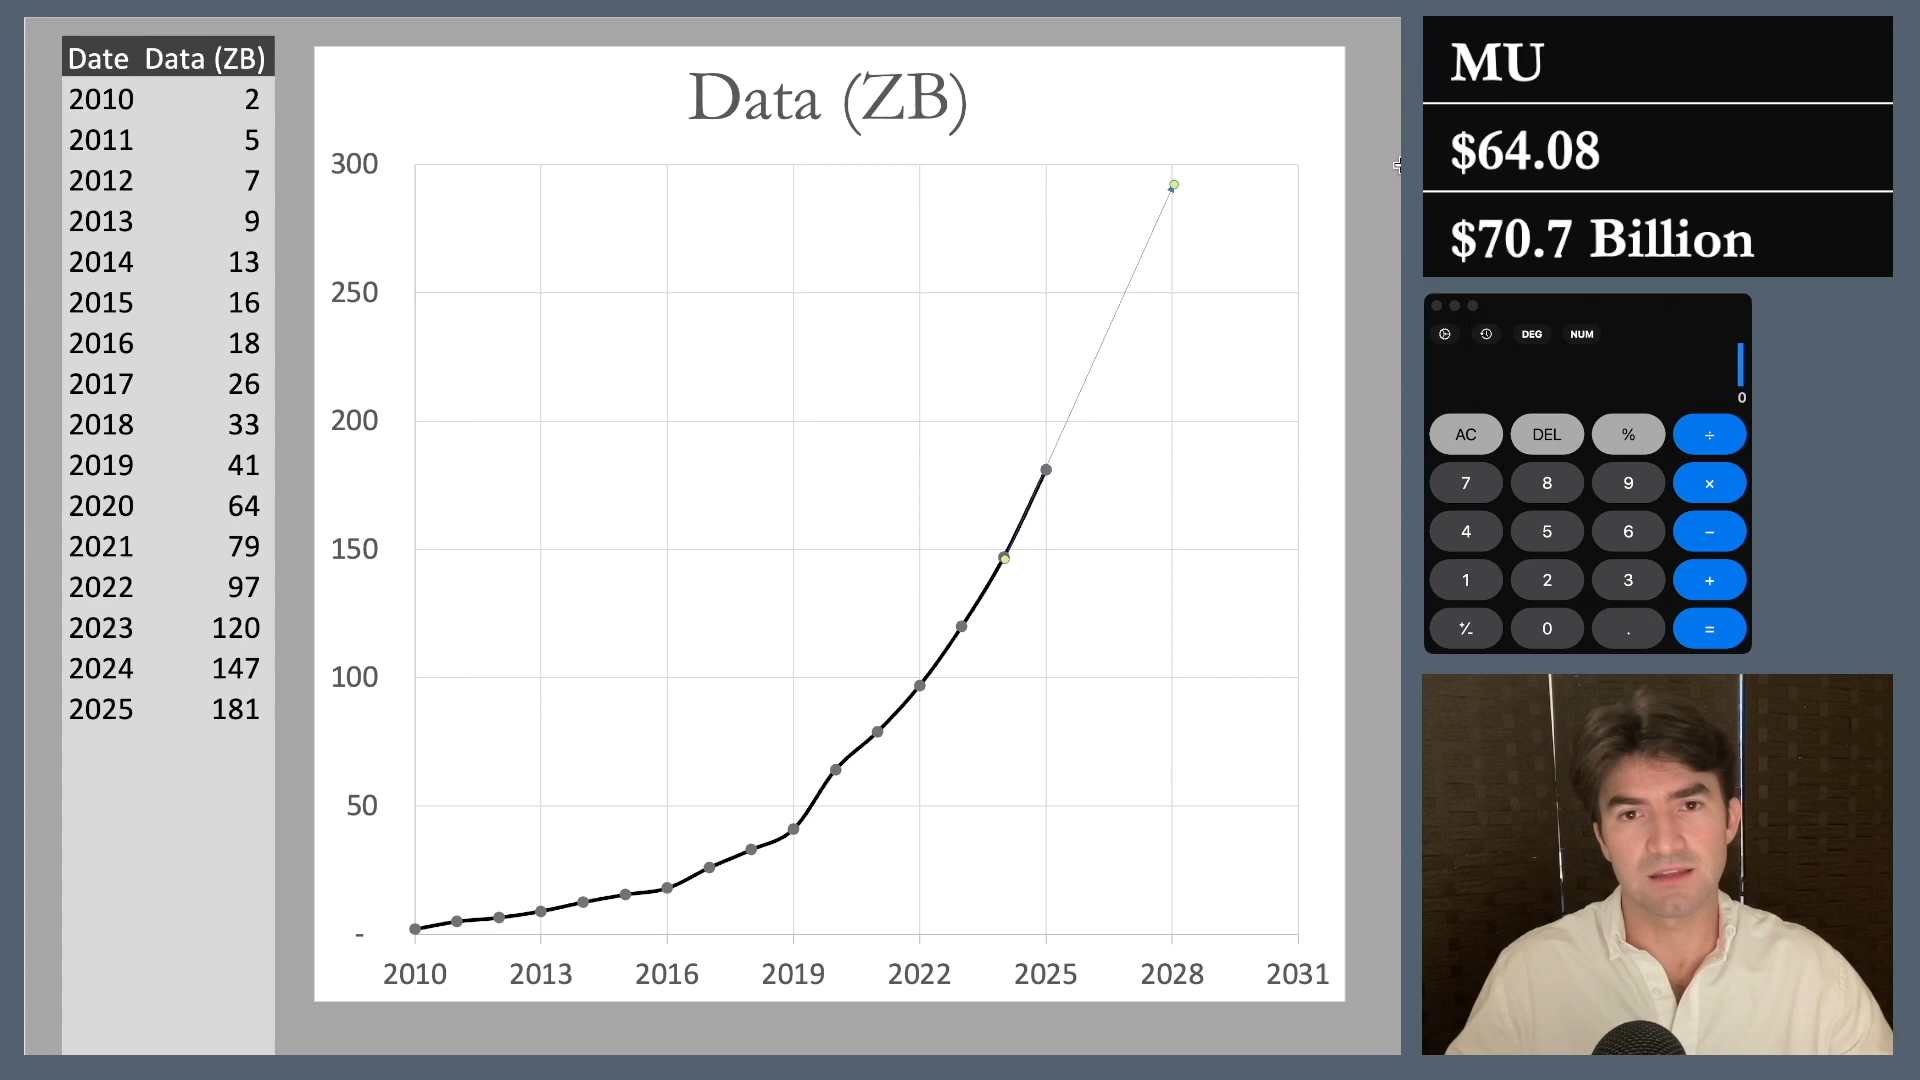 Date Data (ZB)
2010 2
2011 5
2012 7
2013 9
2014 13
2015 16
2016 18
2017 26
2018 33
2019 41
2020 64
2021 79
2022 97
2023 120
2024 147
2025 181
Data (ZB)
300
250
200
150
100
50
-
2010 2013 2016 2019 2022 2025 2028 2031
MU
$64.08
$70.7 Billion
DEG NUM
0
AC DEL % ÷
7 8 9 ×
4 5 6 −
1 2 3 +
⁺⁄₋ 0 . =